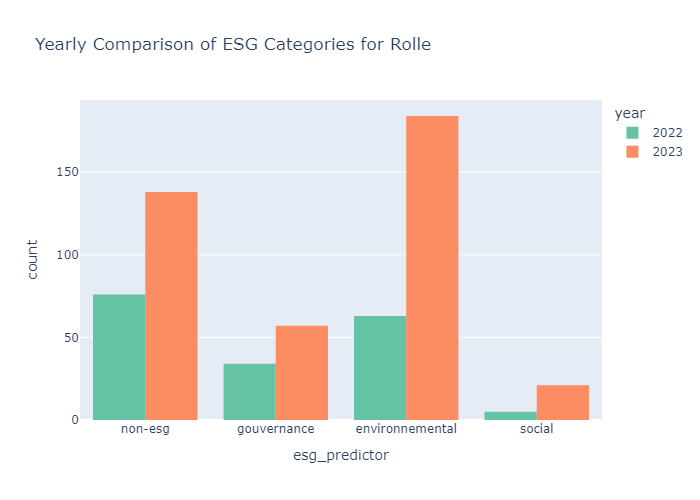 Yearly Comparison of ESG Categories for Rolle
year
2022
2023
150
100
50
0
count
non-esg
gouvernance
environnemental
social
esg_predictor